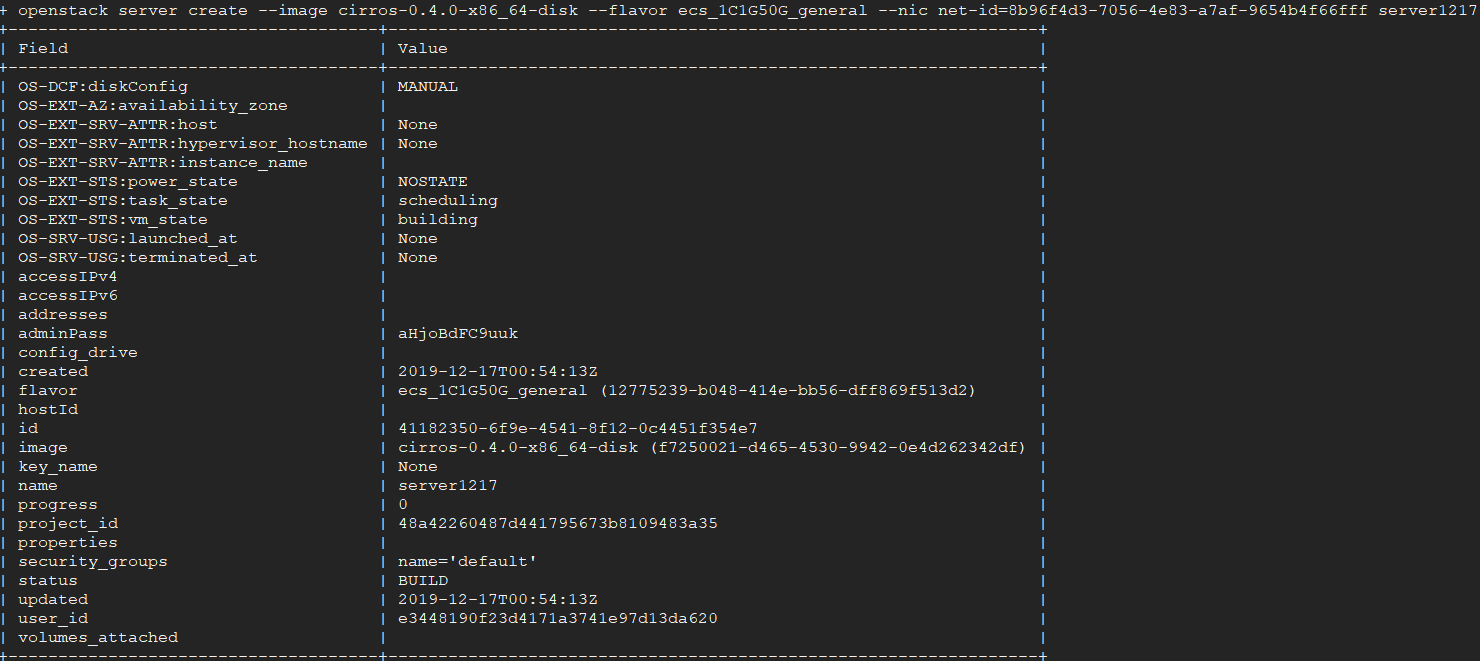 + openstack server create --image cirros-0.4.0-x86_64-disk --flavor ecs_1C1G50G_general --nic net-id=8b96f4d3-7056-4e83-a7af-9654b4f66fff server1217
+-------------------------------------+-----------------------------------------------------------------+
| Field                               | Value                                                           |
+-------------------------------------+-----------------------------------------------------------------+
| OS-DCF:diskConfig                   | MANUAL                                                          |
| OS-EXT-AZ:availability_zone         |                                                                 |
| OS-EXT-SRV-ATTR:host                | None                                                            |
| OS-EXT-SRV-ATTR:hypervisor_hostname | None                                                            |
| OS-EXT-SRV-ATTR:instance_name       |                                                                 |
| OS-EXT-STS:power_state              | NOSTATE                                                         |
| OS-EXT-STS:task_state               | scheduling                                                      |
| OS-EXT-STS:vm_state                 | building                                                        |
| OS-SRV-USG:launched_at              | None                                                            |
| OS-SRV-USG:terminated_at            | None                                                            |
| accessIPv4                          |                                                                 |
| accessIPv6                          |                                                                 |
| addresses                           |                                                                 |
| adminPass                           | aHjoBdFC9uuk                                                    |
| config_drive                        |                                                                 |
| created                             | 2019-12-17T00:54:13Z                                            |
| flavor                              | ecs_1C1G50G_general (12775239-b048-414e-bb56-dff869f513d2)      |
| hostId                              |                                                                 |
| id                                  | 41182350-6f9e-4541-8f12-0c4451f354e7                            |
| image                               | cirros-0.4.0-x86_64-disk (f7250021-d465-4530-9942-0e4d262342df) |
| key_name                            | None                                                            |
| name                                | server1217                                                      |
| progress                            | 0                                                               |
| project_id                          | 48a42260487d441795673b8109483a35                                |
| properties                          |                                                                 |
| security_groups                     | name='default'                                                  |
| status                              | BUILD                                                           |
| updated                             | 2019-12-17T00:54:13Z                                            |
| user_id                             | e3448190f23d4171a3741e97d13da620                                |
| volumes_attached                    |                                                                 |
+-------------------------------------+-----------------------------------------------------------------+